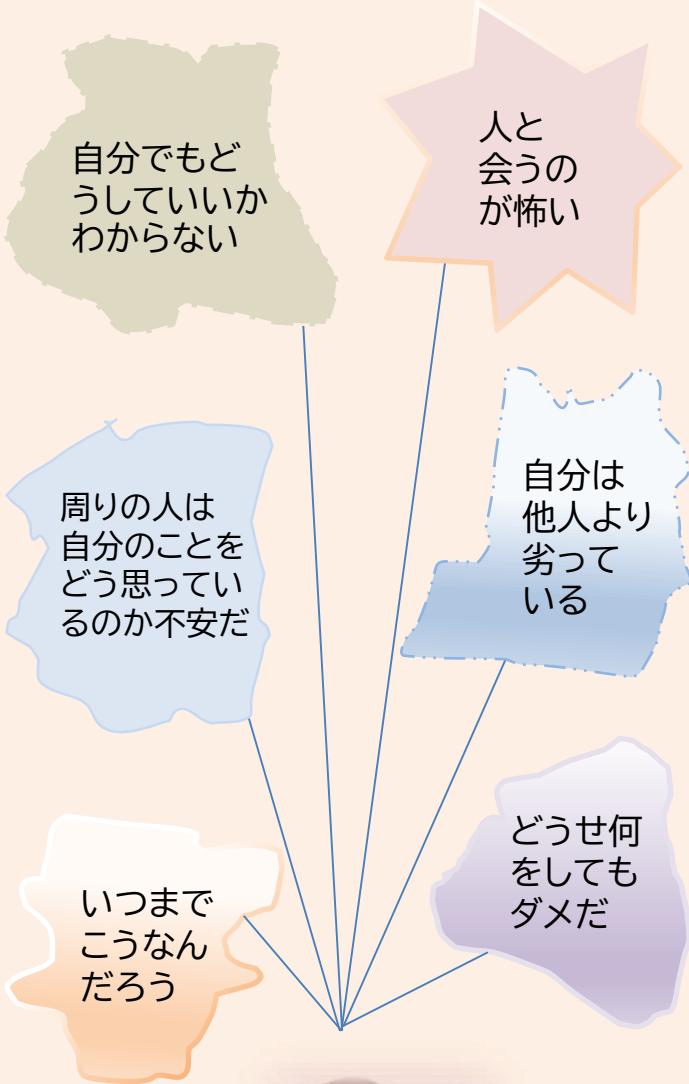 自分でもど
うしていいか
わからない
人と
会うの
が怖い
周りの人は
自分のことを
どう思ってい
るのか不安だ
自分は
他人より
劣って
いる
いつまで
こうなん
だろう
どうせ何
をしても
ダメだ